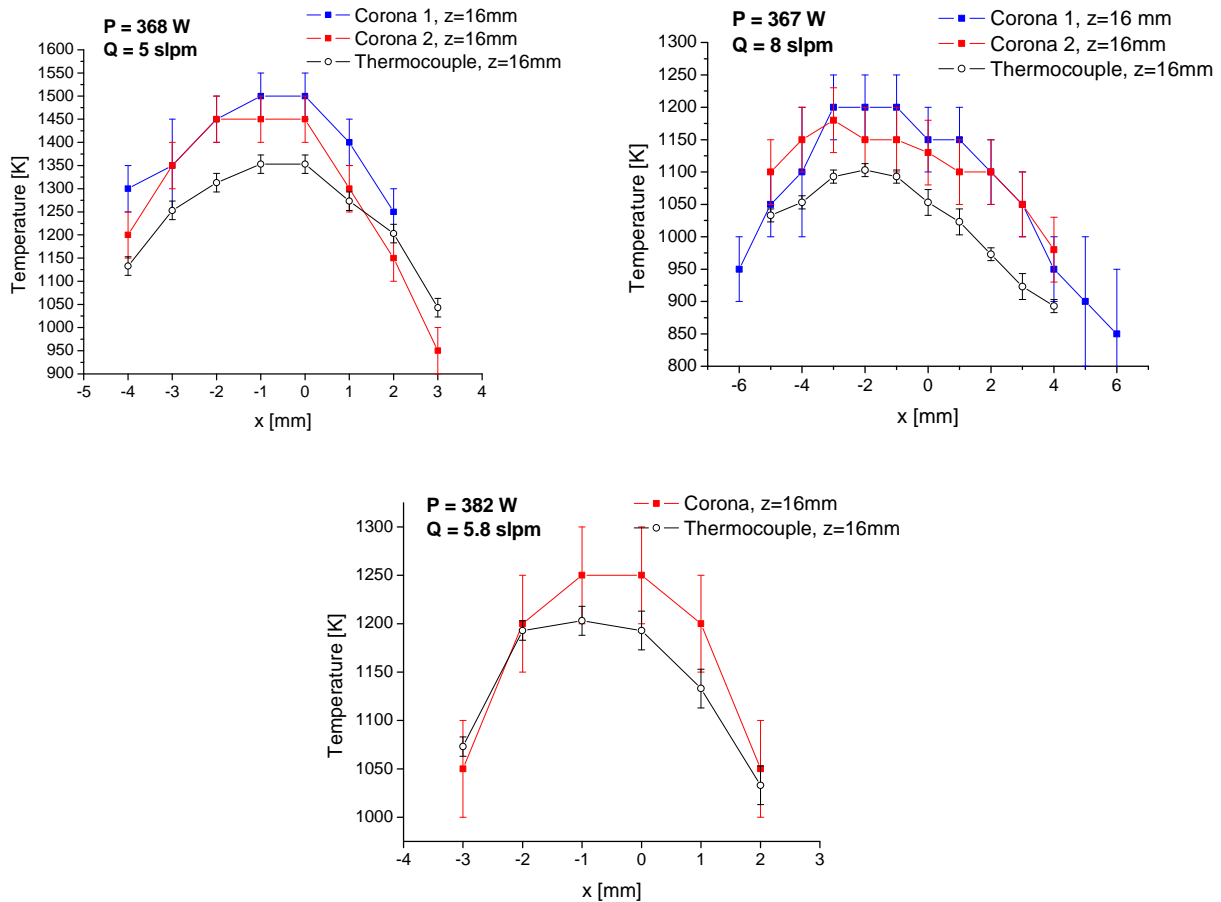 P = 368 W
Q = 5 slpm
Corona 1, z=16mm
Corona 2, z=16mm
Thermocouple, z=16mm
Temperature [K]
1600
1550
1500
1450
1400
1350
1300
1250
1200
1150
1100
1050
1000
950
900
-5 -4 -3 -2 -1 0 1 2 3 4
x [mm]
P = 367 W
Q = 8 slpm
Corona 1, z=16 mm
Corona 2, z=16mm
Thermocouple, z=16mm
Temperature [K]
1300
1250
1200
1150
1100
1050
1000
950
900
850
800
-6 -4 -2 0 2 4 6
x [mm]
P = 382 W
Q = 5.8 slpm
Corona, z=16mm
Thermocouple, z=16mm
Temperature [K]
1300
1250
1200
1150
1100
1050
1000
-4 -3 -2 -1 0 1 2 3
x [mm]